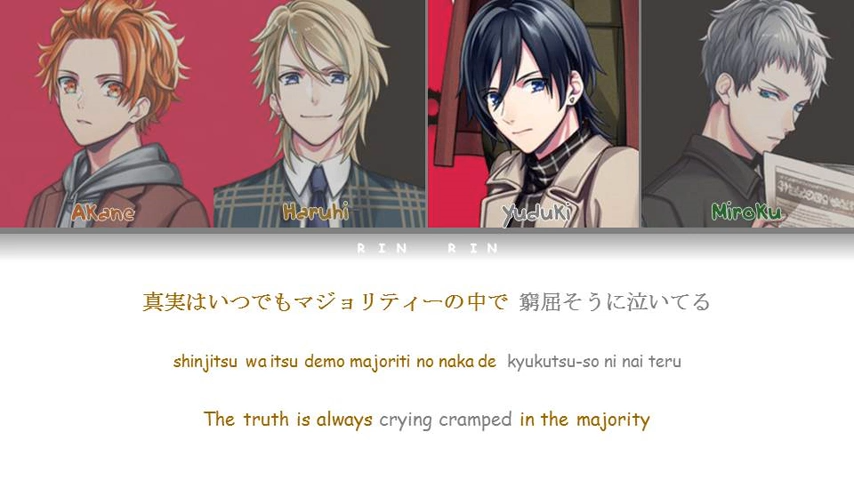 Akane
Haruhi
Yuduki
Miroku
RIN RIN
真実はいつでもマジョリティーの中で 窮屈そうに泣いてる
shinjitsu wa itsu demo majoriti no naka de kyukutsu-so ni nai teru
The truth is always crying cramped in the majority